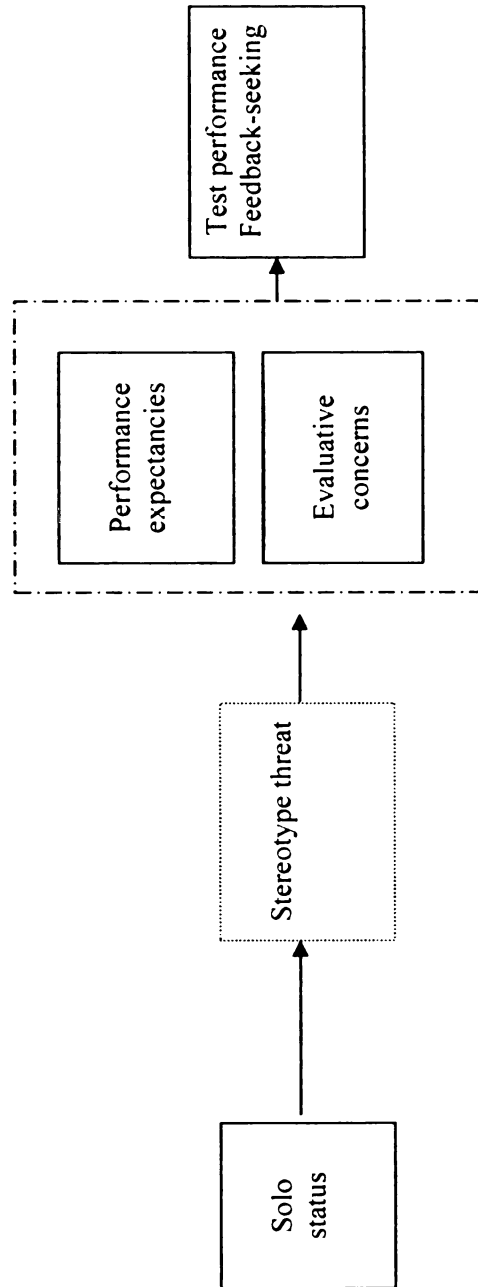 Solo
status
Stereotype threat
Performance
expectancies
Evaluative
concerns
Test performance
Feedback-seeking